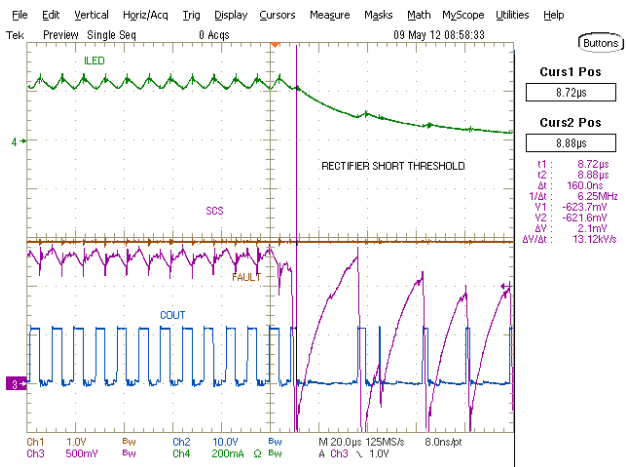 File Edit Vertical Horiz/Acq Trig Display Cursors Measure Masks Math MyScope Utilities Help
Tek Preview Single Seq 0 Acqs 09 May 12 08:58:33
Buttons
ILED
Curs1 Pos
8.72µs
Curs2 Pos
4
8.88µs
RECTIFIER SHORT THRESHOLD
t1 : 8.72µs
t2 : 8.88µs
Δt : 160.0ns
1/Δt : 6.25MHz
V1 : -623.7mV
V2 : -621.6mV
ΔV : 2.1mV
ΔV/Δt : 13.12kV/s
SCS
FAULT
COUT
3
Ch1 1.0V Bw Ch2 10.0V Bw M 20.0µs 125MS/s 8.0ns/pt
Ch3 500mV Bw Ch4 200mA Ω Bw A Ch3 \ 1.0V